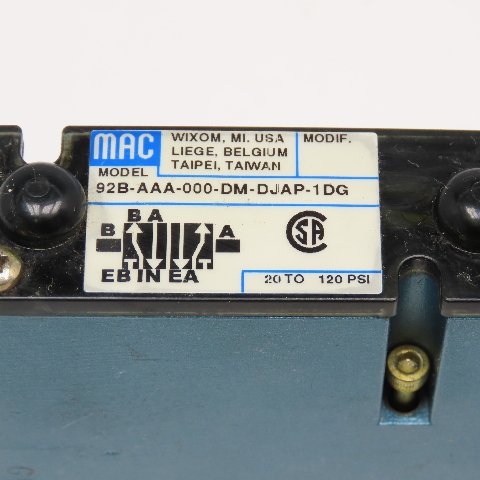 MAC
WIXOM, MI. USA
LIEGE, BELGIUM
TAIPEI, TAIWAN
MODIF.
MODEL
92B-AAA-000-DM-DJAP-1DG
B A
B A
EB IN EA
CSA
20 TO 120 PSI